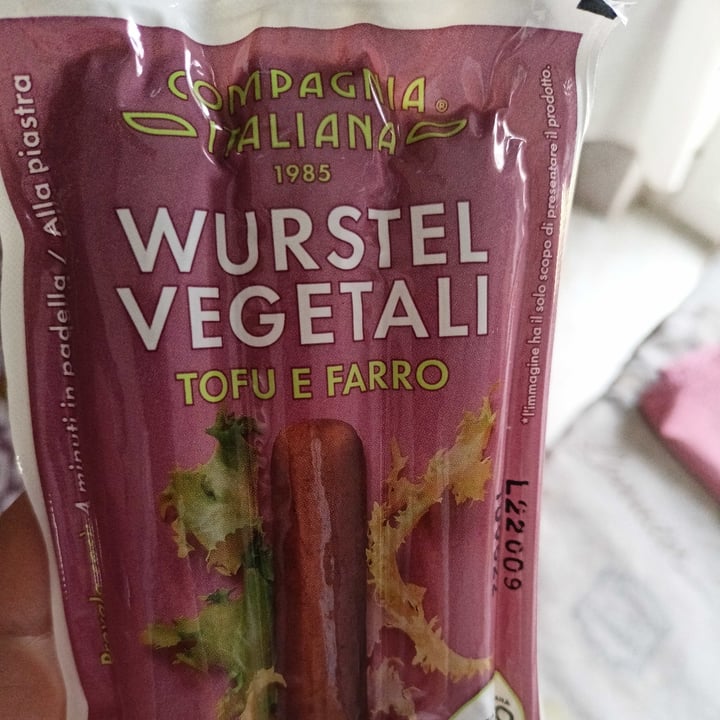 COMPAGNIA ®
ITALIANA
1985
WURSTEL
VEGETALI
TOFU E FARRO
4 minuti in padella / Alla piastra
*l'immagine ha il solo scopo di presentare il prodotto.
L22009